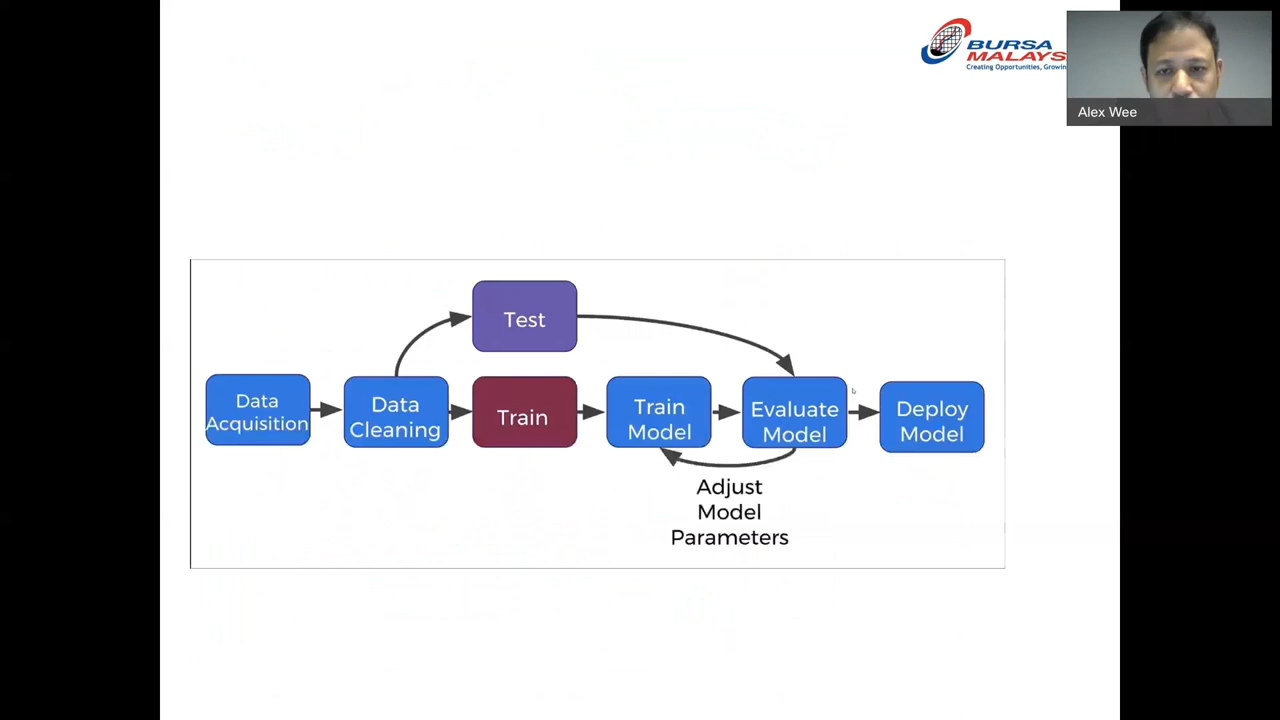 BURSA
MALAYS
Creating Opportunities, Growin
Alex Wee
Test
Data
Acquisition
Data
Cleaning
Train
Train
Model
Evaluate
Model
Deploy
Model
Adjust
Model
Parameters